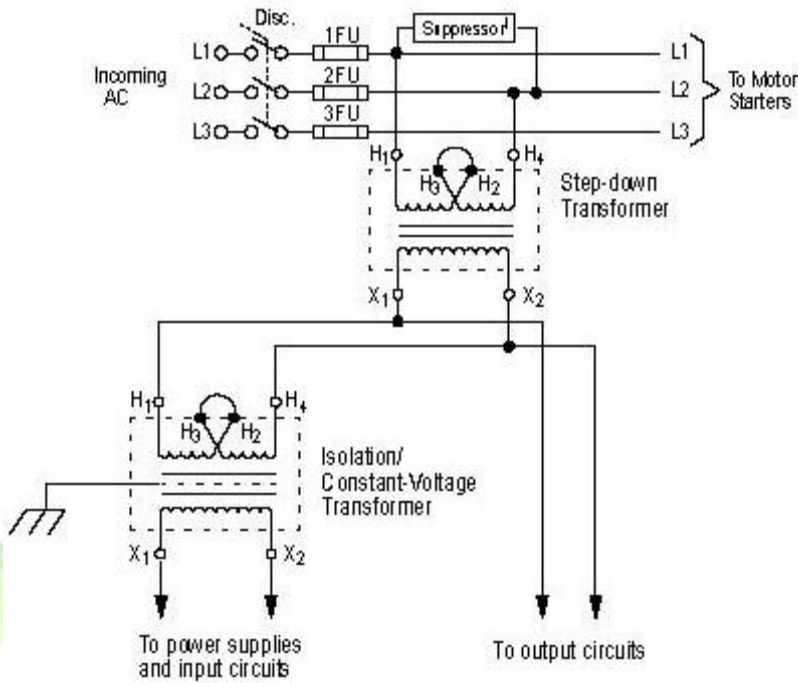 Disc.
1FU
Suppressor¹
L1
L1
Incoming
AC
2FU
L2
L2
To Motor
Starters
3FU
L3
L3
H1
H4
H3
H2
Step-down
Transformer
X1
X2
H1
H4
H3
H2
Isolation/
Constant-Voltage
Transformer
X1
X2
To power supplies
and input circuits
To output circuits